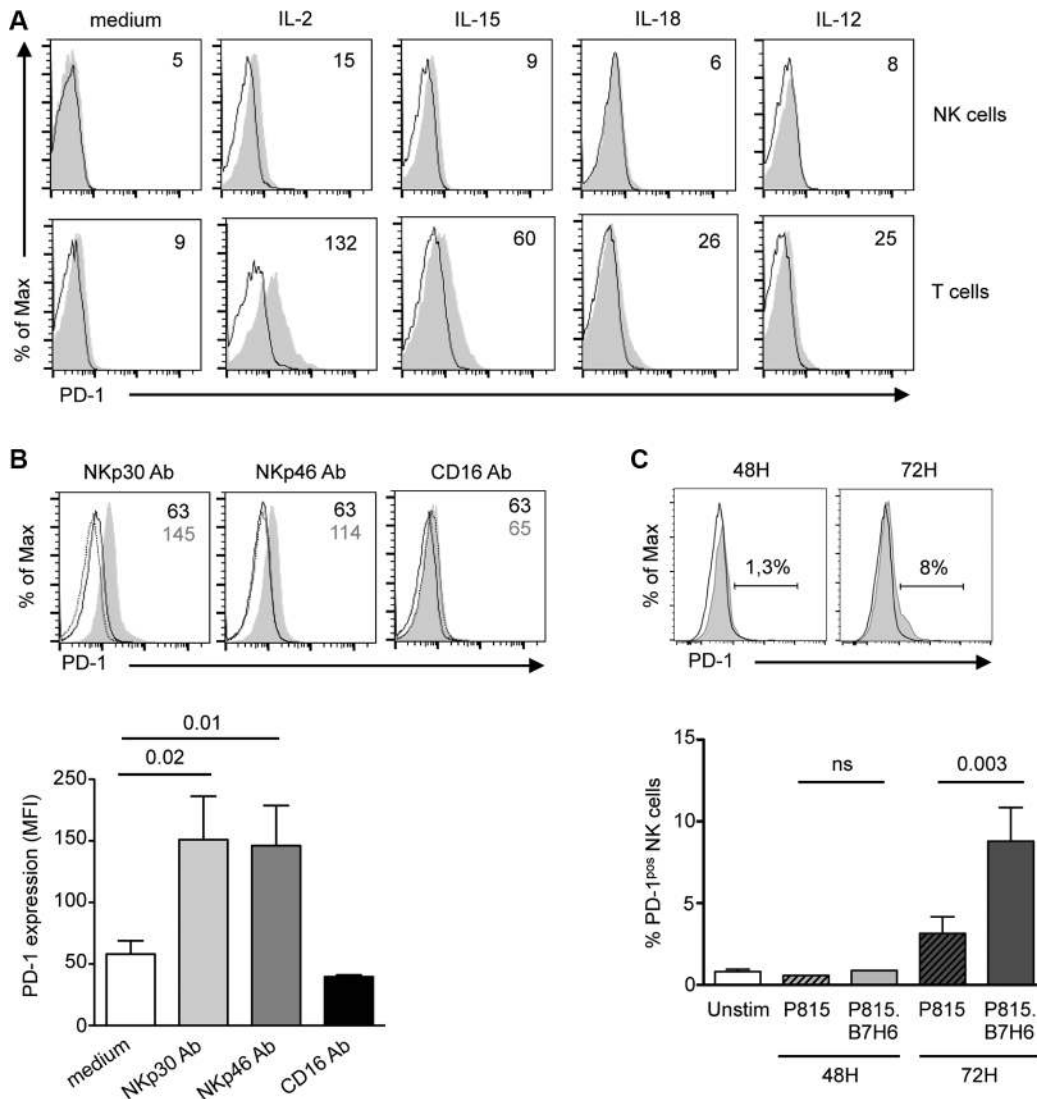 A
medium IL-2 IL-15 IL-18 IL-12
5 15 9 6 8
NK cells
9 132 60 26 25
T cells
% of Max
PD-1
B
NKp30 Ab NKp46 Ab CD16 Ab
63 63 63
145 114 65
% of Max
PD-1
0.01
0.02
250
150
100
50
0
PD-1 expression (MFI)
medium NKp30 Ab NKp46 Ab CD16 Ab
C
48H 72H
1,3% 8%
% of Max
PD-1
15
10
5
0
ns 0.003
% PD-1pos NK cells
Unstim P815 P815. P815 P815.
B7H6 B7H6
48H 72H